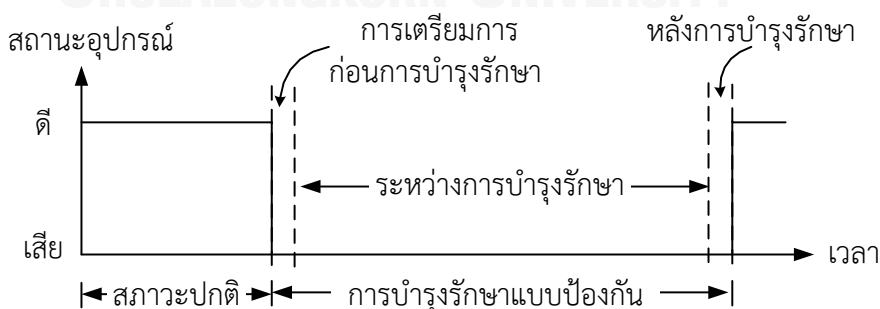 CHULALONGKORN UNIVERSITY
สถานะอุปกรณ์
การเตรียมการ
ก่อนการบำรุงรักษา
หลังการบำรุงรักษา
ดี
ระหว่างการบำรุงรักษา
เสีย
เวลา
สภาวะปกติ
การบำรุงรักษาแบบป้องกัน